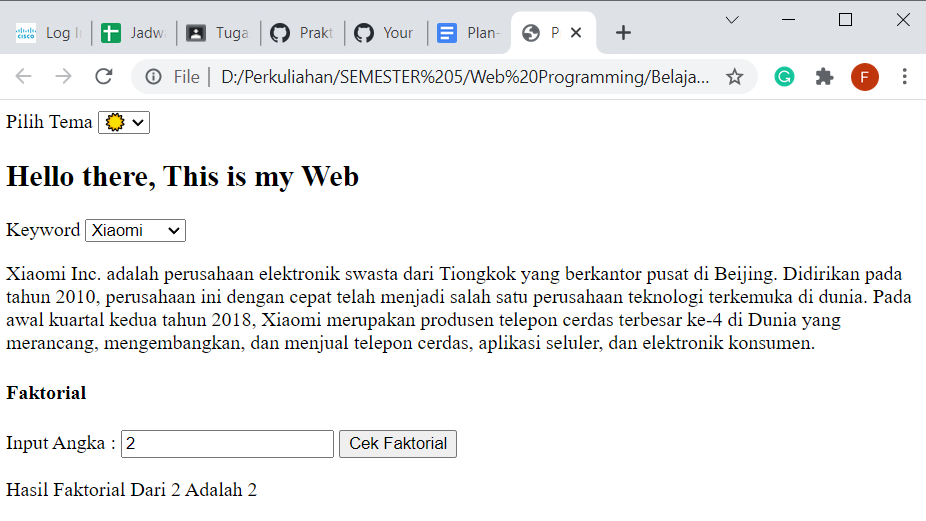 CISCO Log I Jadw Tuga Prakt Your Plan- P
File D:/Perkuliahan/SEMESTER%205/Web%20Programming/Belaja... F
Pilih Tema
Hello there, This is my Web
Keyword Xiaomi
Xiaomi Inc. adalah perusahaan elektronik swasta dari Tiongkok yang berkantor pusat di Beijing. Didirikan pada
tahun 2010, perusahaan ini dengan cepat telah menjadi salah satu perusahaan teknologi terkemuka di dunia. Pada
awal kuartal kedua tahun 2018, Xiaomi merupakan produsen telepon cerdas terbesar ke-4 di Dunia yang
merancang, mengembangkan, dan menjual telepon cerdas, aplikasi seluler, dan elektronik konsumen.
Faktorial
Input Angka : 2 Cek Faktorial
Hasil Faktorial Dari 2 Adalah 2